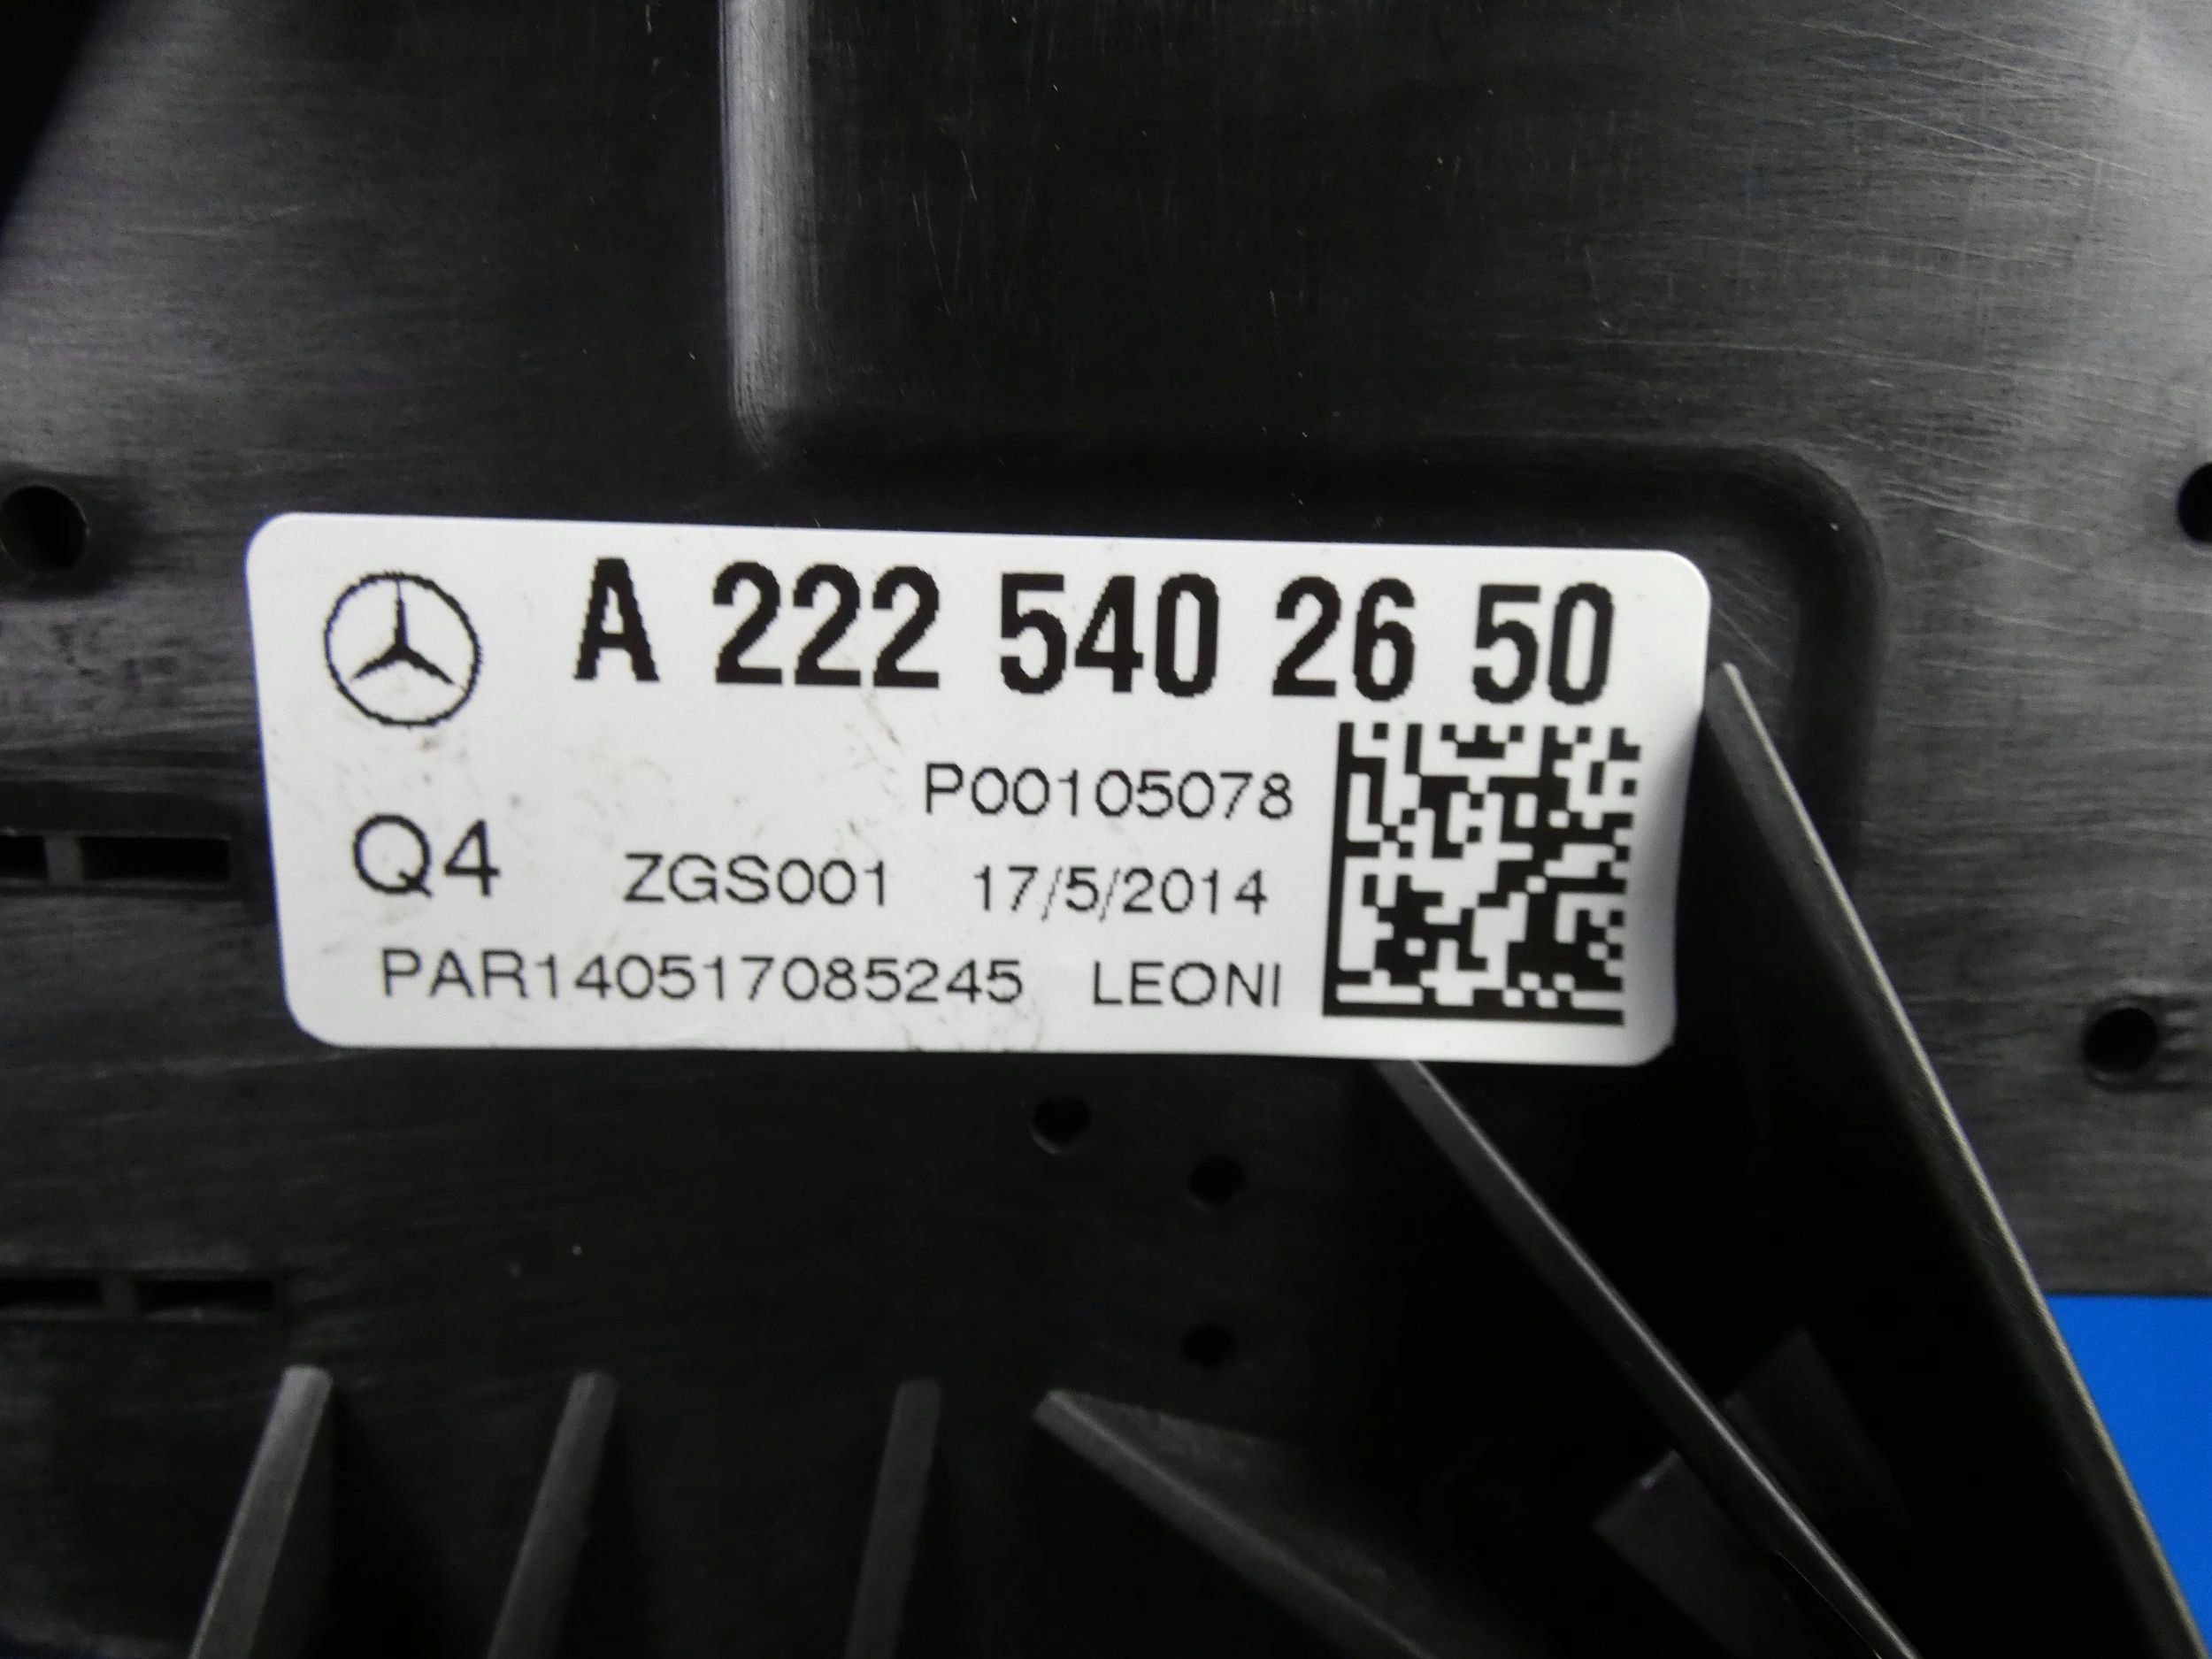 A 222 540 26 50
P00105078
Q4 ZGS001 17/5/2014
PAR140517085245 LEONI